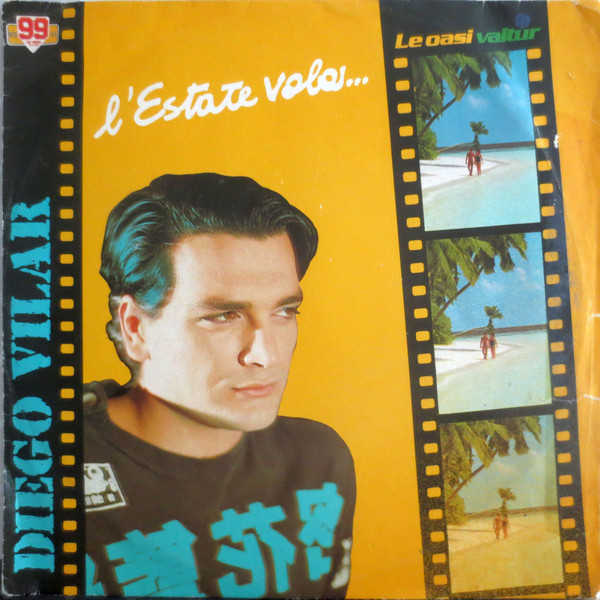 99
Le oasi valtur
l'Estate vola...
DIEGO VILAR